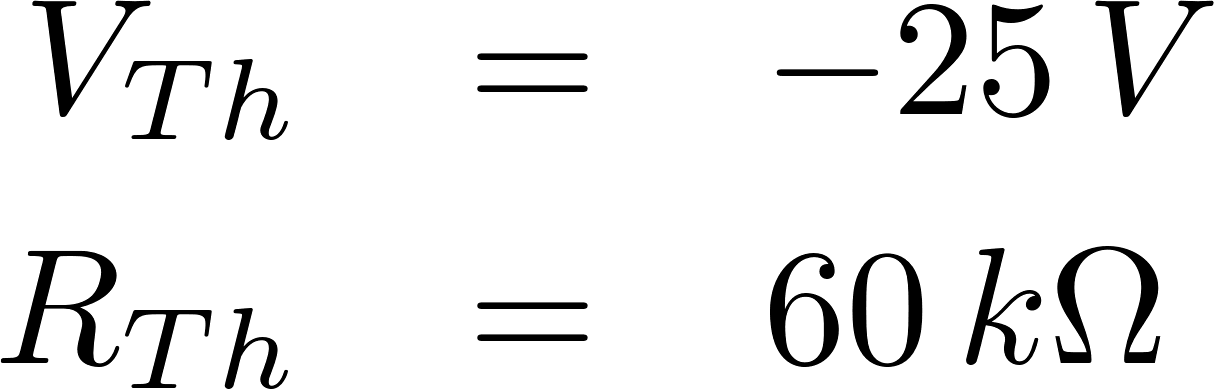 V_{Th} = −25 V
R_{Th} = 60 kΩ